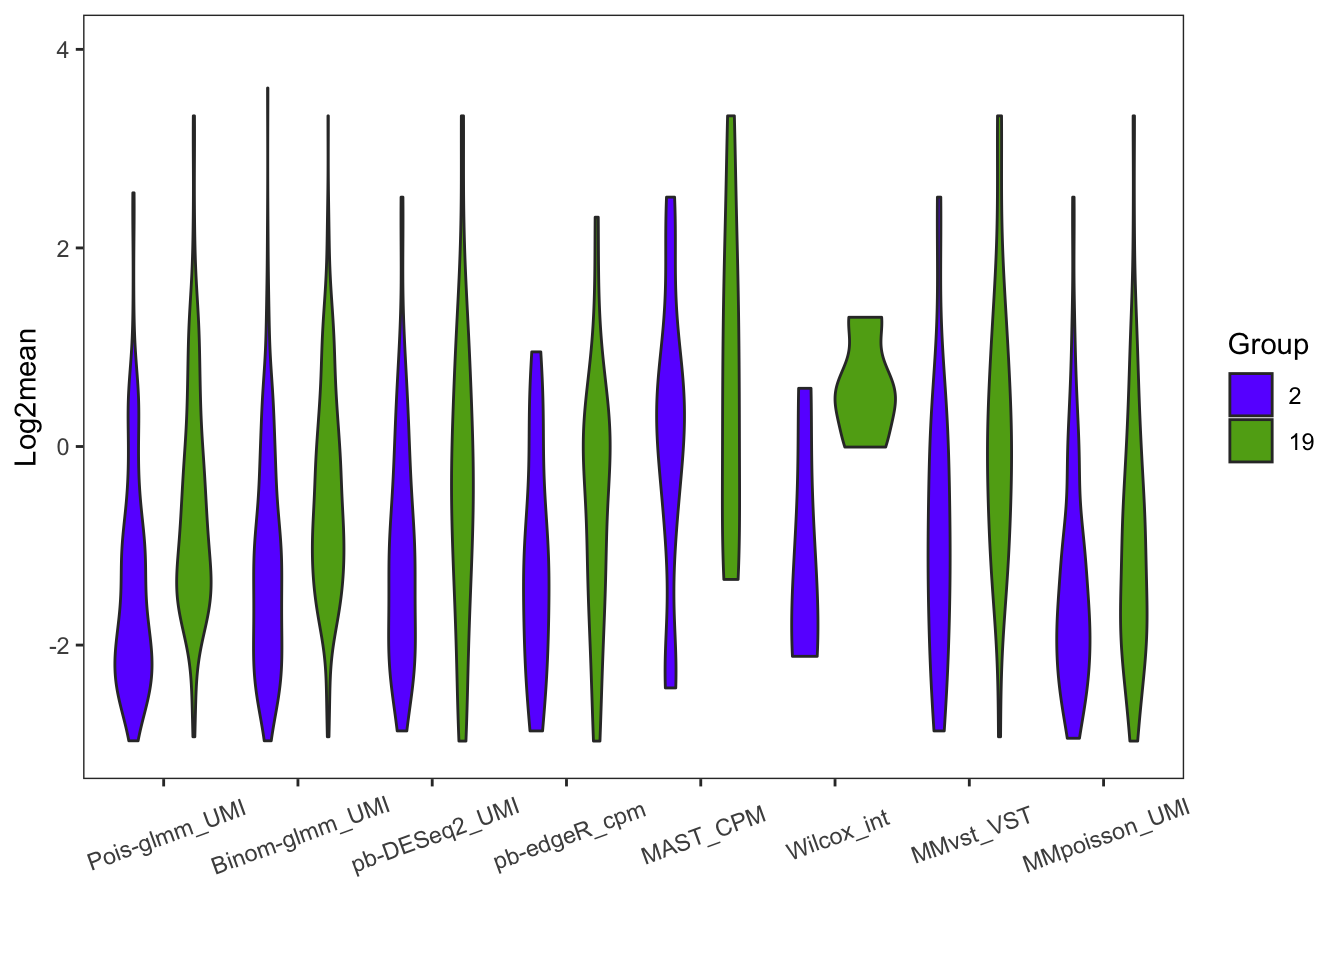 4
2
0
-2
Log2mean
Pois-glmm_UMI
Binom-glmm_UMI
pb-DESeq2_UMI
pb-edgeR_cpm
MAST_CPM
Wilcox_int
MMvst_VST
MMpoisson_UMI
Group
2
19